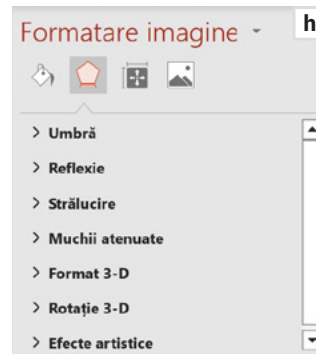 Formatare imagine
h
Umbră
Reflexie
Strălucire
Muchii atenuate
Format 3-D
Rotație 3-D
Efecte artistice